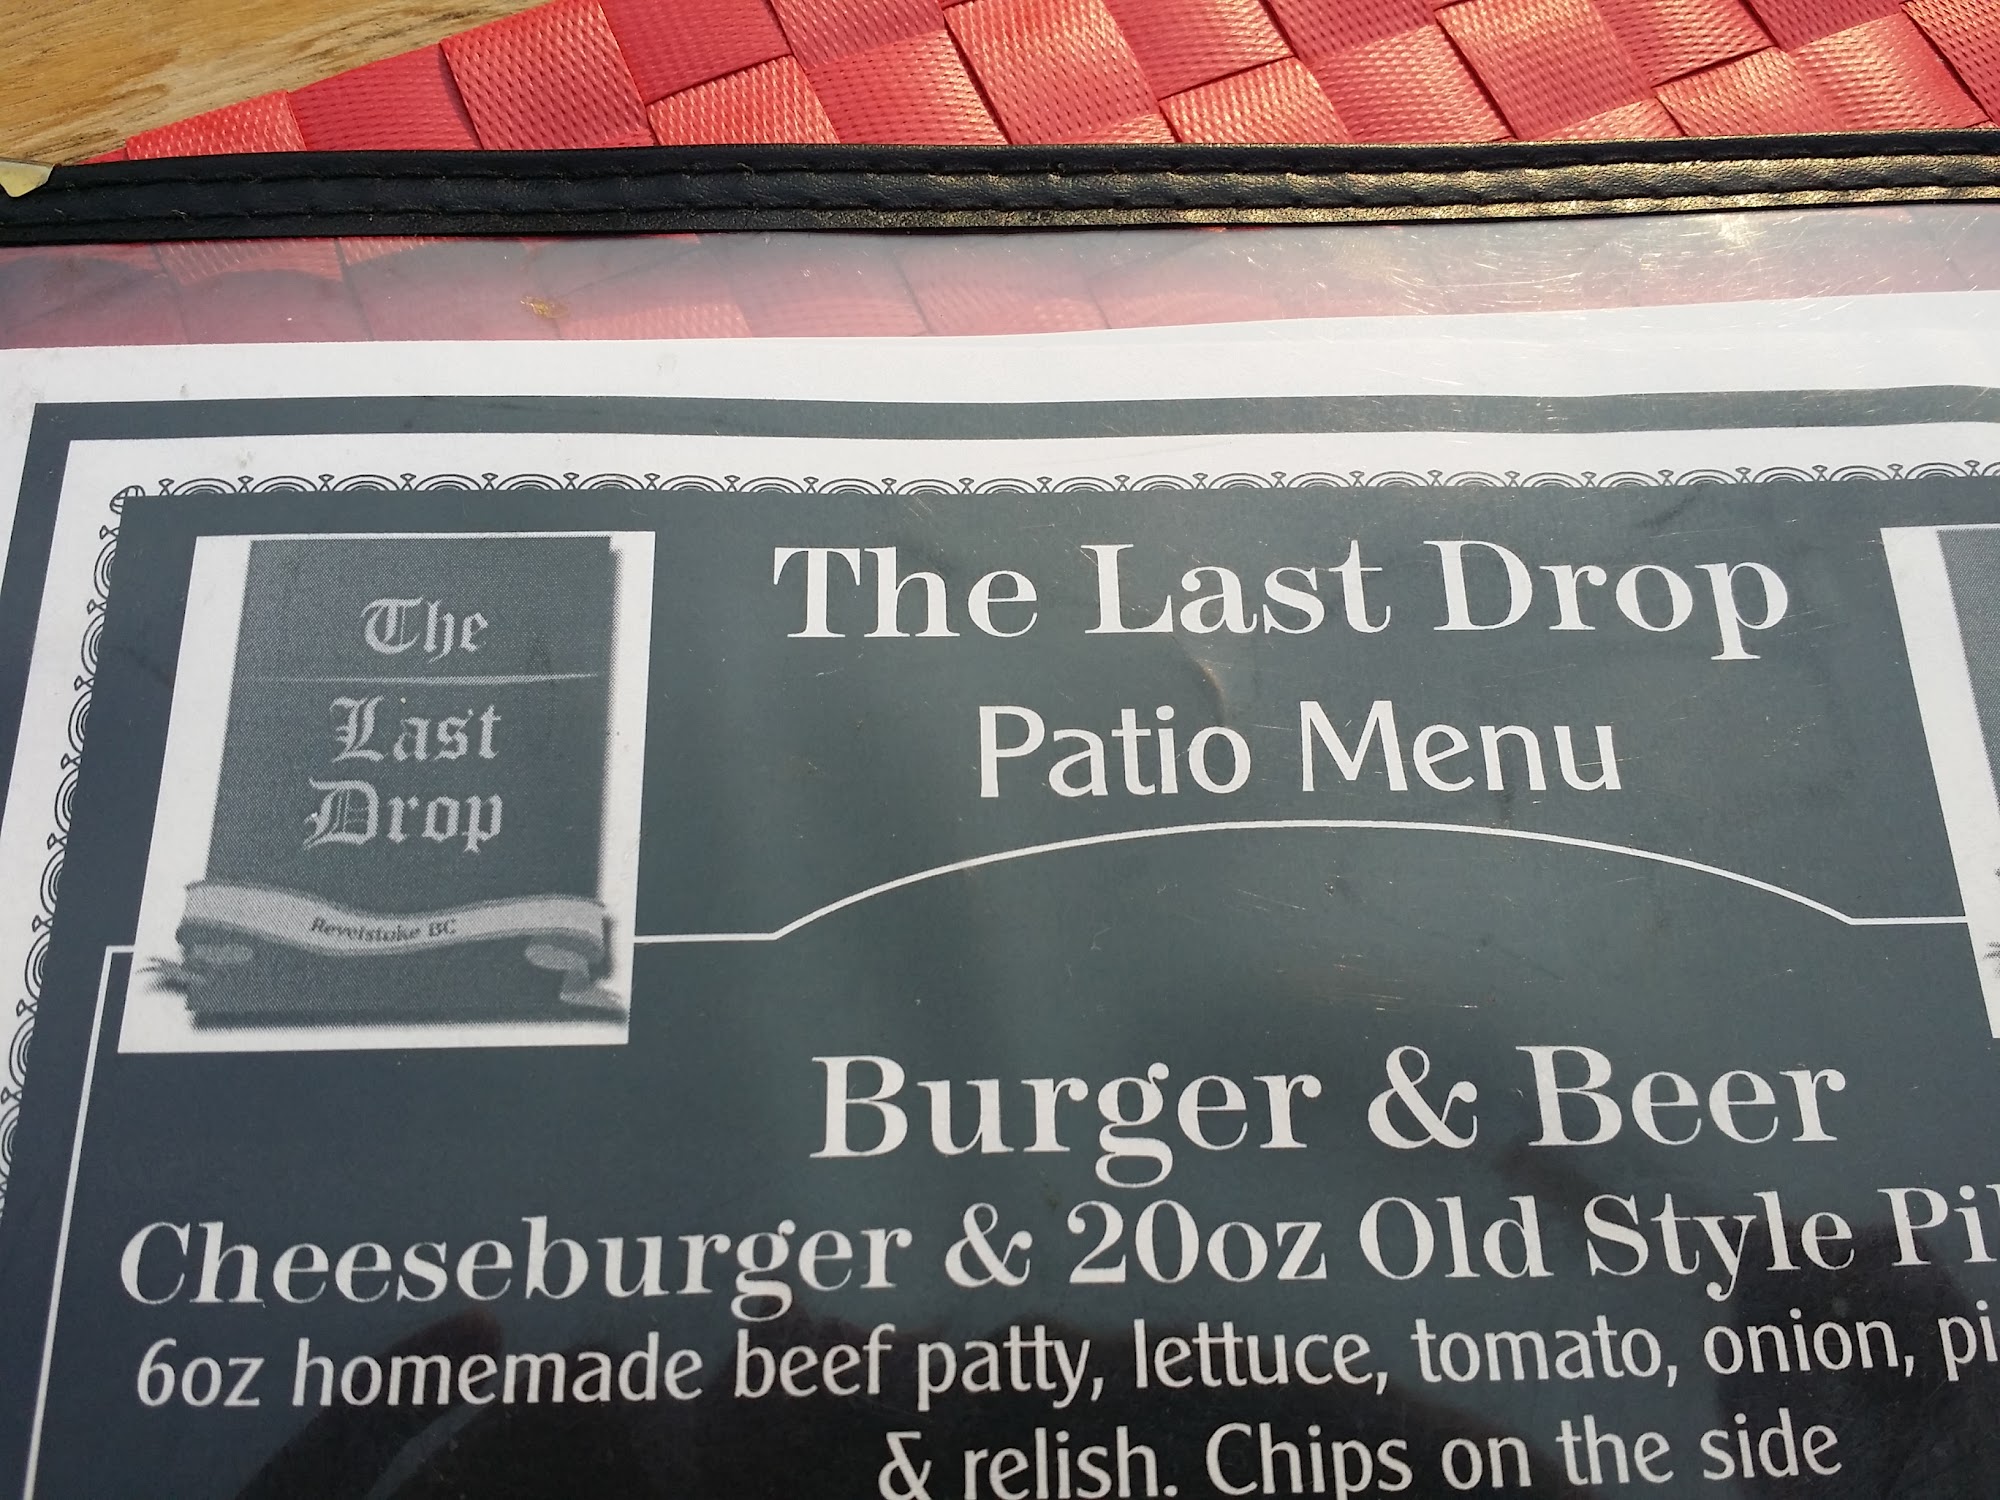 The
Last
Drop
Revelstoke BC
The Last Drop
Patio Menu
Burger & Beer
Cheeseburger & 20oz Old Style
6oz homemade beef patty, lettuce, tomato, onion,
& relish. Chips on the side